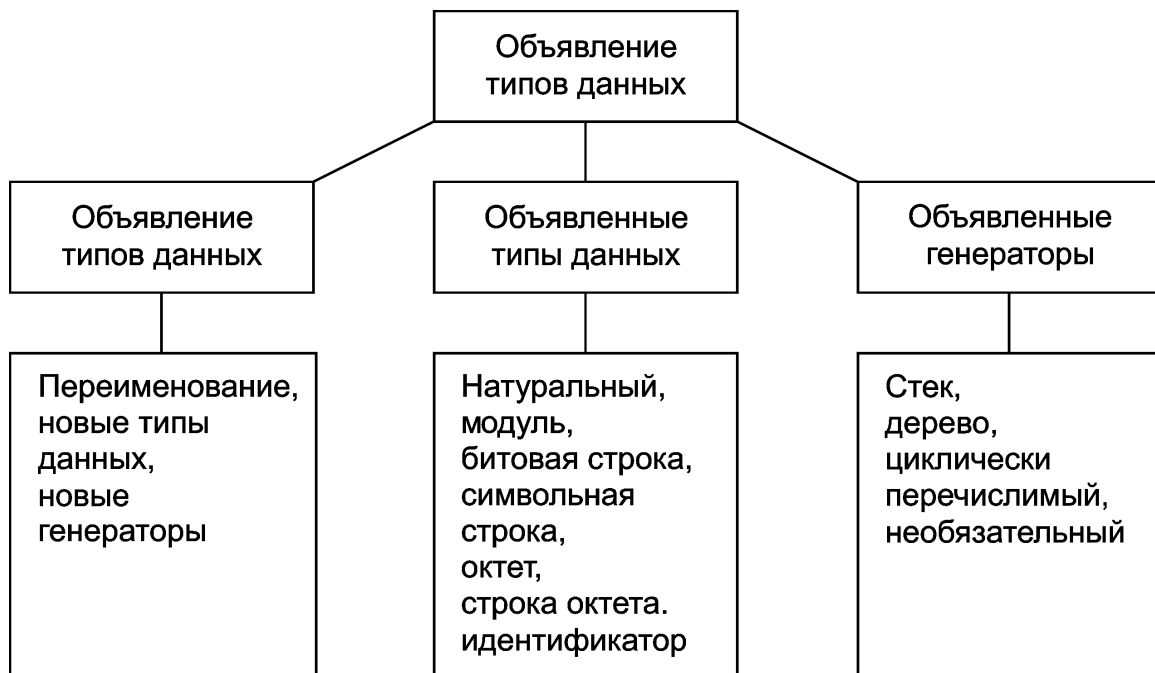 Объявление
типов данных
Объявление
типов данных
Объявленные
типы данных
Объявленные
генераторы
Переименование,
новые типы
данных,
новые
генераторы
Натуральный,
модуль,
битовая строка,
символьная
строка,
октет,
строка октета.
идентификатор
Стек,
дерево,
циклически
перечислимый,
необязательный